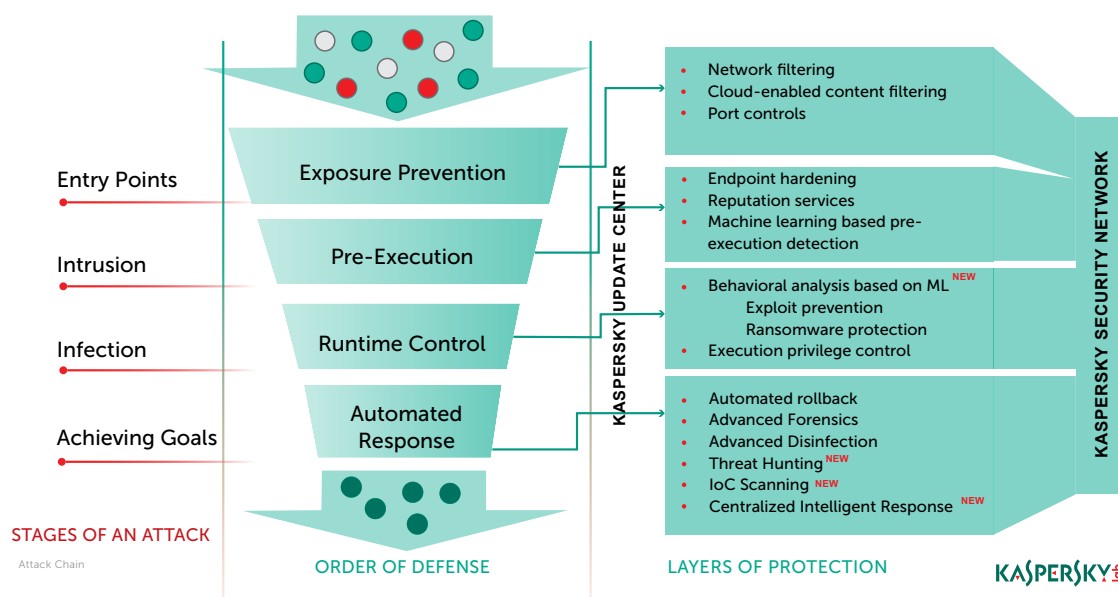 Entry Points
Intrusion
Infection
Achieving Goals
STAGES OF AN ATTACK
Attack Chain
Exposure Prevention
Pre-Execution
Runtime Control
Automated
Response
ORDER OF DEFENSE
KASPERSKY UPDATE CENTER
Network filtering
Cloud-enabled content filtering
Port controls
Endpoint hardening
Reputation services
Machine learning based pre-
execution detection
Behavioral analysis based on ML NEW
Exploit prevention
Ransomware protection
Execution privilege control
Automated rollback
Advanced Forensics
Advanced Disinfection
Threat Hunting NEW
IoC Scanning NEW
Centralized Intelligent Response NEW
LAYERS OF PROTECTION
KASPERSKY SECURITY NETWORK
KASPERSKY lab